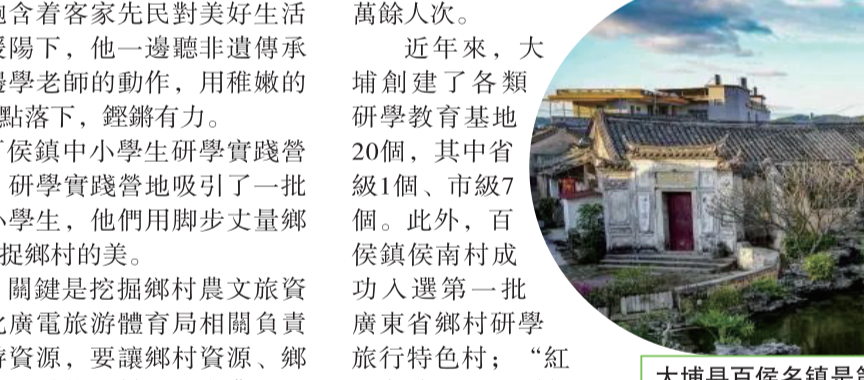 包含着客家先民對美好生活
暖陽下，他一邊聽非遺傳承
邊學老師的動作，用稚嫩的
點落下，鏗鏘有力。
侯鎮中小學生研學實踐營
研學實踐營地吸引了一批
小學生，他們用脚步丈量鄉
捉鄉村的美。
關鍵是挖掘鄉村農文旅資
化廣電旅游體育局相關負責
游資源，要讓鄉村資源、鄉
萬餘人次。
近年來，大
埔創建了各類
研學教育基地
20個，其中省
級1個、市級7
個。此外，百
侯鎮侯南村成
功入選第一批
廣東省鄉村研學
旅行特色村；“紅
大埔縣百侯名鎮是